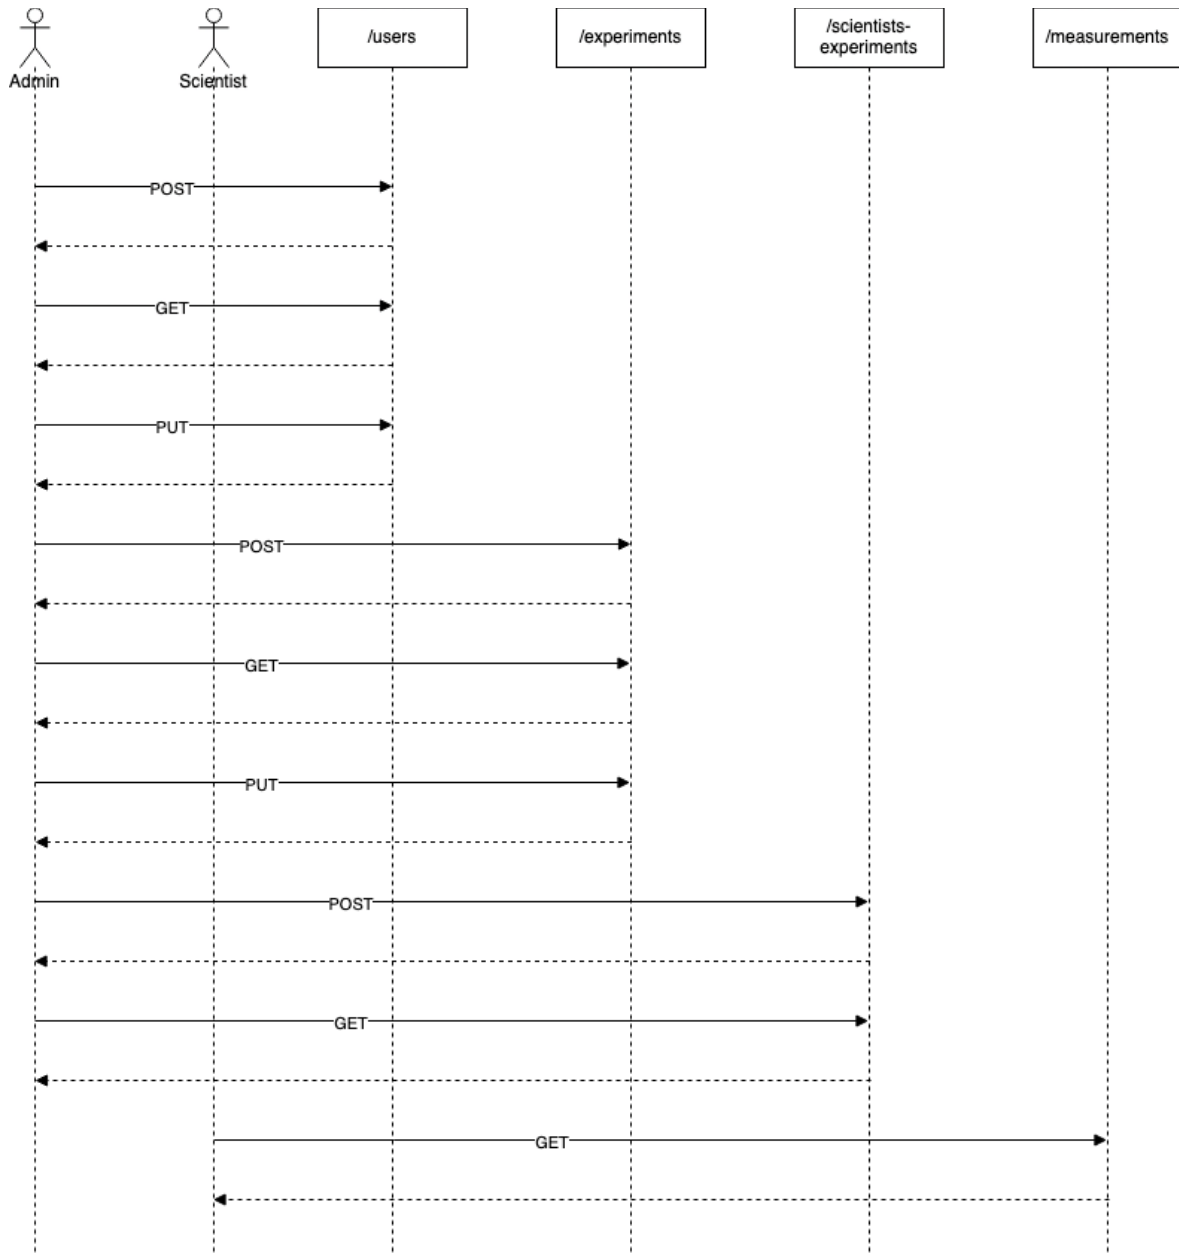 Admin
Scientist
/users
/experiments
/scientists-
experiments
/measurements
POST
GET
PUT
POST
GET
PUT
POST
GET
GET